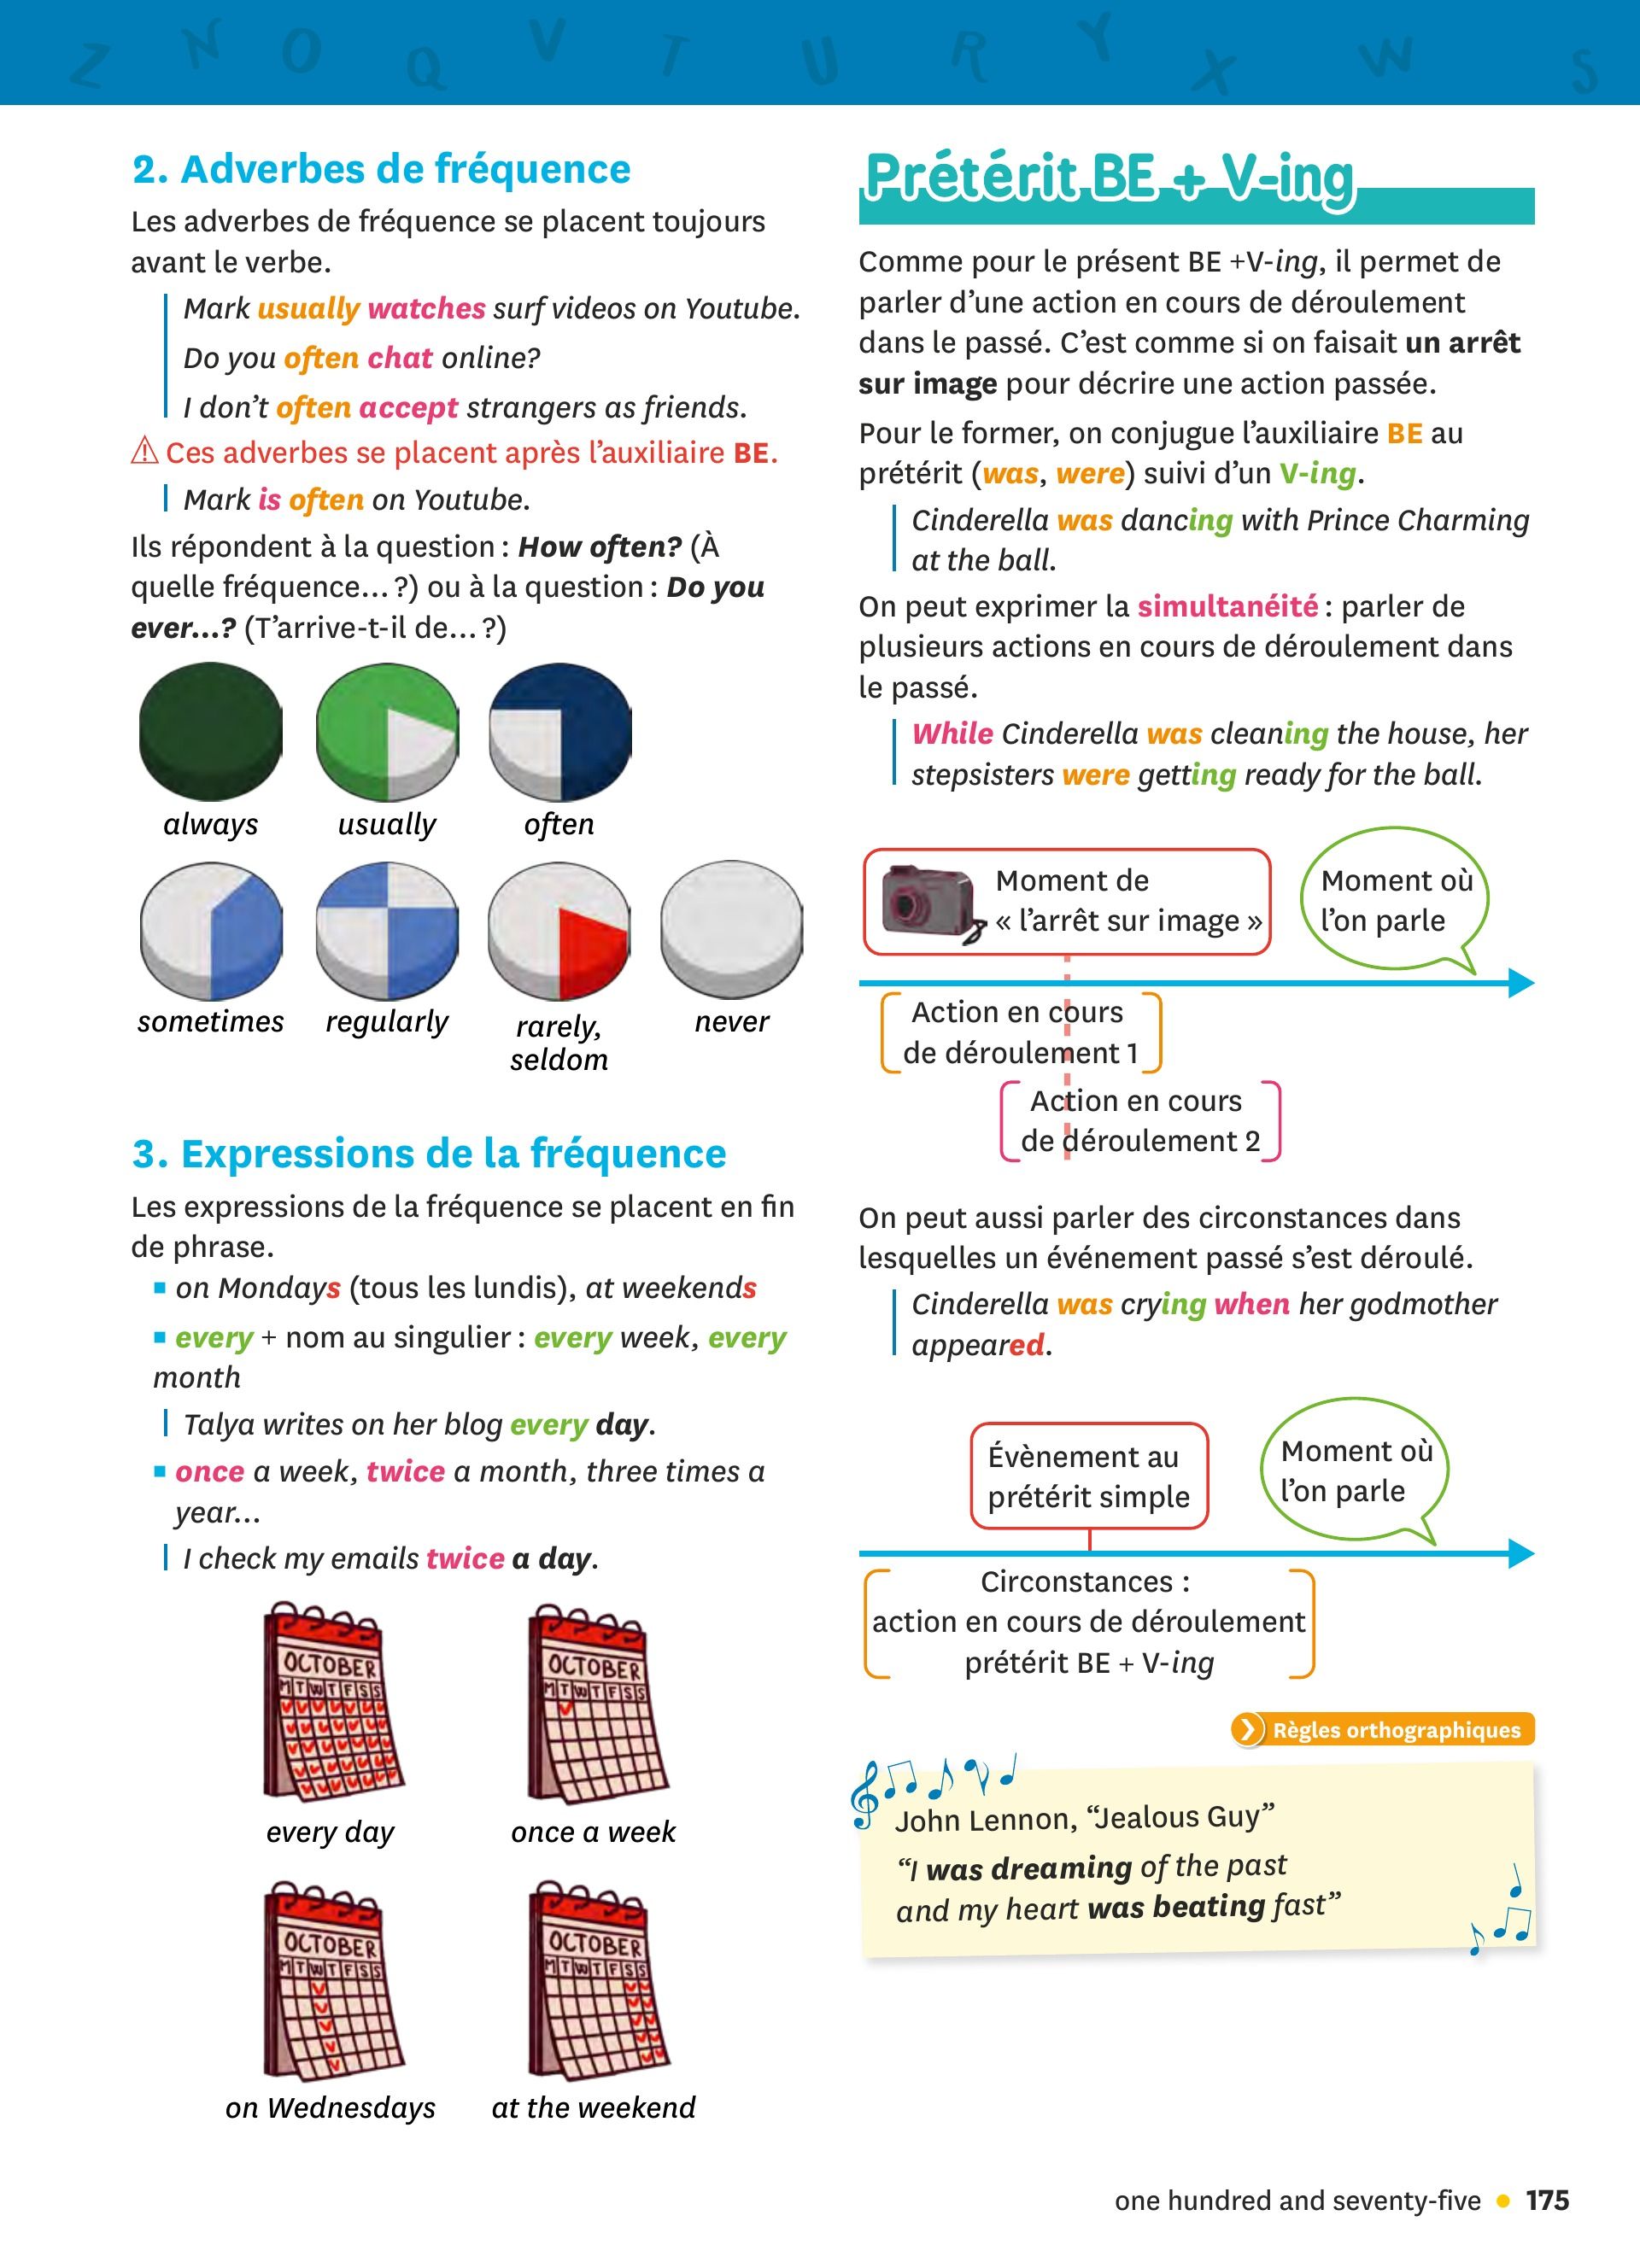 Z N O Q V T U R Y X W S
2. Adverbes de fréquence
Les adverbes de fréquence se placent toujours
avant le verbe.
Mark usually watches surf videos on Youtube.
Do you often chat online?
I don’t often accept strangers as friends.
⚠ Ces adverbes se placent après l’auxiliaire BE.
Mark is often on Youtube.
Ils répondent à la question : How often? (À
quelle fréquence… ?) ou à la question : Do you
ever…? (T’arrive-t-il de… ?)
always usually often
sometimes regularly rarely, never
seldom
3. Expressions de la fréquence
Les expressions de la fréquence se placent en fin
de phrase.
▪ on Mondays (tous les lundis), at weekends
▪ every + nom au singulier : every week, every
month
Talya writes on her blog every day.
▪ once a week, twice a month, three times a
year…
I check my emails twice a day.
OCTOBER
M T W T F S S
every day
OCTOBER
M T W T F S S
once a week
OCTOBER
M T W T F S S
on Wednesdays
OCTOBER
M T W T F S S
at the weekend
Prétérit BE + V-ing
Comme pour le présent BE +V-ing, il permet de
parler d’une action en cours de déroulement
dans le passé. C’est comme si on faisait un arrêt
sur image pour décrire une action passée.
Pour le former, on conjugue l’auxiliaire BE au
prétérit (was, were) suivi d’un V-ing.
Cinderella was dancing with Prince Charming
at the ball.
On peut exprimer la simultanéité : parler de
plusieurs actions en cours de déroulement dans
le passé.
While Cinderella was cleaning the house, her
stepsisters were getting ready for the ball.
Moment de
« l’arrêt sur image »
Moment où
l’on parle
Action en cours
de déroulement 1
Action en cours
de déroulement 2
On peut aussi parler des circonstances dans
lesquelles un événement passé s’est déroulé.
Cinderella was crying when her godmother
appeared.
Évènement au
prétérit simple
Moment où
l’on parle
Circonstances :
action en cours de déroulement
prétérit BE + V-ing
Règles orthographiques
John Lennon, “Jealous Guy”
“I was dreaming of the past
and my heart was beating fast”
one hundred and seventy-five • 175